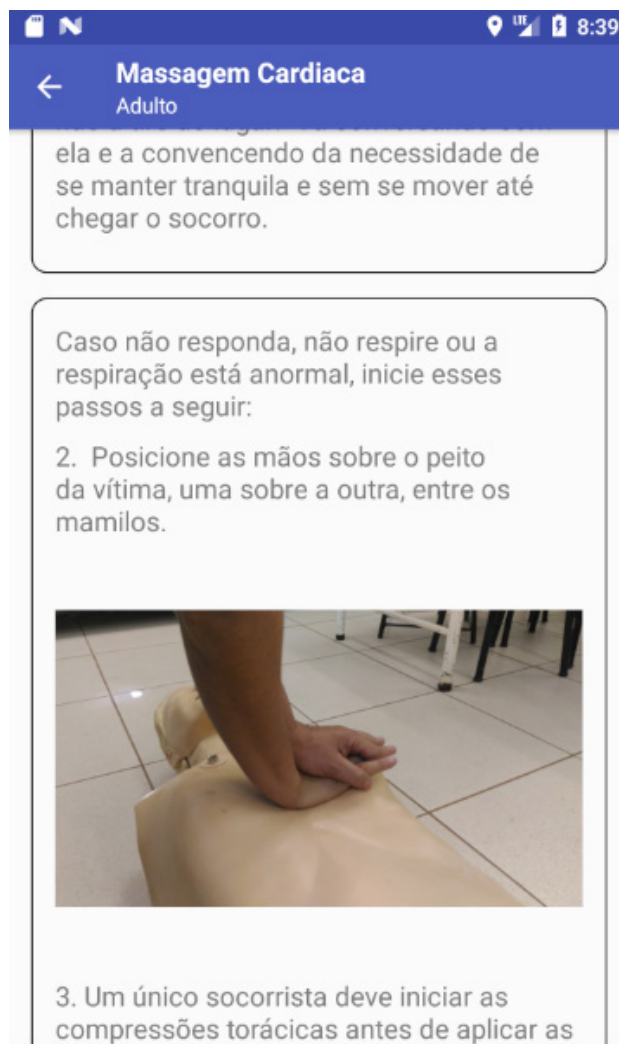 LTE 8:39
Massagem Cardiaca
Adulto
ela e a convencendo da necessidade de
se manter tranquila e sem se mover até
chegar o socorro.
Caso não responda, não respire ou a
respiração está anormal, inicie esses
passos a seguir:
2. Posicione as mãos sobre o peito
da vítima, uma sobre a outra, entre os
mamilos.
3. Um único socorrista deve iniciar as
compressões torácicas antes de aplicar as